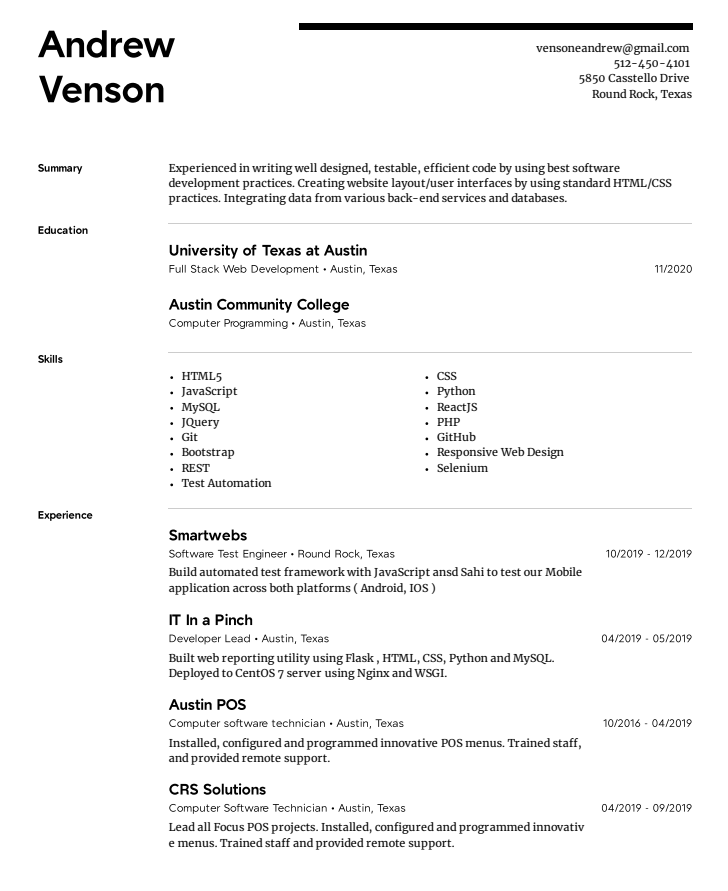 Andrew
Venson
vensoneandrew@gmail.com
512-450-4101
5850 Casstello Drive
Round Rock, Texas
Summary
Experienced in writing well designed, testable, efficient code by using best software
development practices. Creating website layout/user interfaces by using standard HTML/CSS
practices. Integrating data from various back-end services and databases.
Education
University of Texas at Austin
Full Stack Web Development • Austin, Texas 11/2020
Austin Community College
Computer Programming • Austin, Texas
Skills
• HTML5
• JavaScript
• MySQL
• JQuery
• Git
• Bootstrap
• REST
• Test Automation
• CSS
• Python
• ReactJS
• PHP
• GitHub
• Responsive Web Design
• Selenium
Experience
Smartwebs
Software Test Engineer • Round Rock, Texas 10/2019 - 12/2019
Build automated test framework with JavaScript ansd Sahi to test our Mobile
application across both platforms ( Android, IOS )
IT In a Pinch
Developer Lead • Austin, Texas 04/2019 - 05/2019
Built web reporting utility using Flask , HTML, CSS, Python and MySQL.
Deployed to CentOS 7 server using Nginx and WSGI.
Austin POS
Computer software technician • Austin, Texas 10/2016 - 04/2019
Installed, configured and programmed innovative POS menus. Trained staff,
and provided remote support.
CRS Solutions
Computer Software Technician • Austin, Texas 04/2019 - 09/2019
Lead all Focus POS projects. Installed, configured and programmed innovativ
e menus. Trained staff and provided remote support.